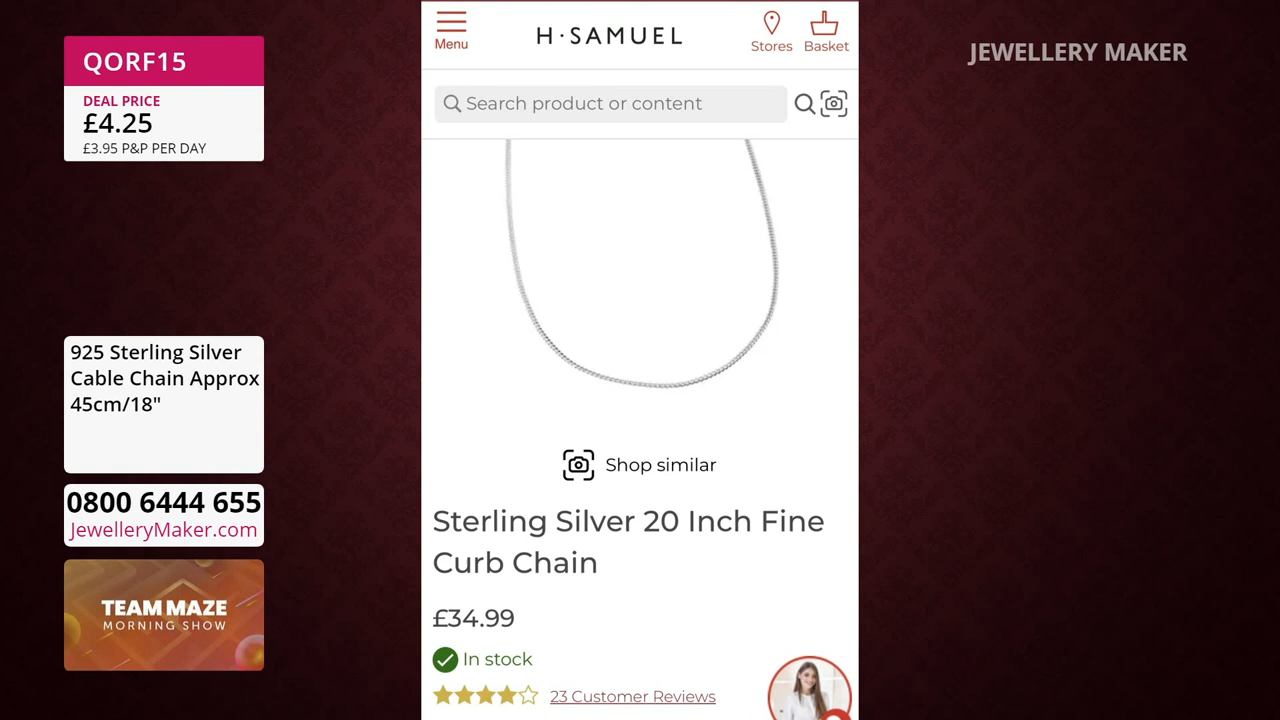 QORF15
DEAL PRICE
£4.25
£3.95 P&P PER DAY
925 Sterling Silver
Cable Chain Approx
45cm/18"
0800 6444 655
JewelleryMaker.com
TEAM MAZE
MORNING SHOW
Menu
H·SAMUEL
Stores
Basket
Search product or content
Shop similar
Sterling Silver 20 Inch Fine
Curb Chain
£34.99
In stock
23 Customer Reviews
JEWELLERY MAKER